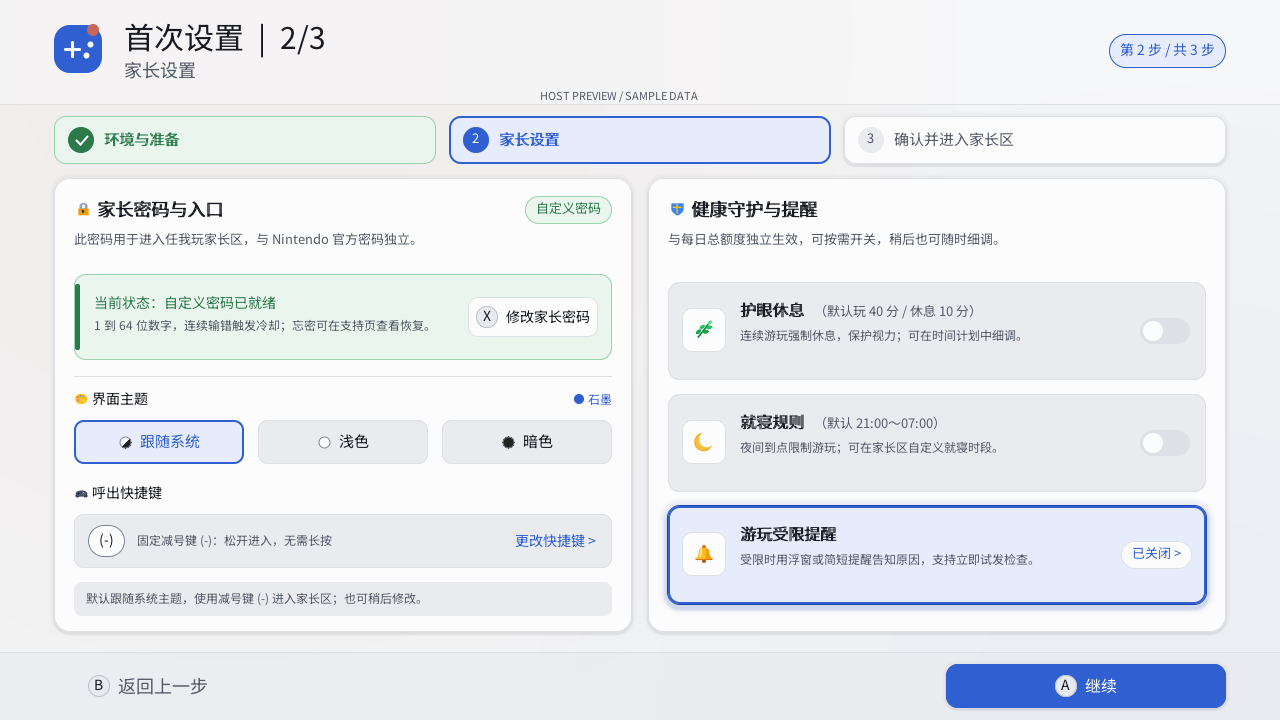 首次设置 | 2/3
家长设置
第 2 步 / 共 3 步
HOST PREVIEW / SAMPLE DATA
环境与准备
2
家长设置
3
确认并进入家长区
家长密码与入口
自定义密码
此密码用于进入任我玩家长区，与 Nintendo 官方密码独立。
当前状态：自定义密码已就绪
1 到 64 位数字，连续输错触发冷却；忘密可在支持页查看恢复。
X 修改家长密码
界面主题
石墨
跟随系统
浅色
暗色
呼出快捷键
(-)
固定减号键 (-)：松开进入，无需长按
更改快捷键 >
默认跟随系统主题，使用减号键 (-) 进入家长区；也可稍后修改。
健康守护与提醒
与每日总额度独立生效，可按需开关，稍后也可随时细调。
护眼休息 （默认玩 40 分 / 休息 10 分）
连续游玩强制休息，保护视力；可在时间计划中细调。
就寝规则 （默认 21:00～07:00）
夜间到点限制游玩；可在家长区自定义就寝时段。
游玩受限提醒
受限时用浮窗或简短提醒告知原因，支持立即试发检查。
已关闭 >
B 返回上一步
A 继续